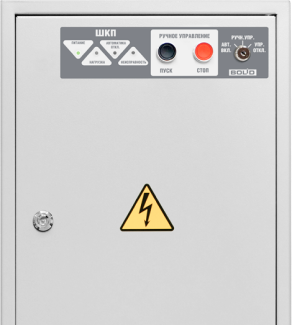 ШКП
ПИТАНИЕ
АВТОМАТИКА
ОТКЛ
НАГРУЗКА
НЕИСПРАВНОСТЬ
РУЧНОЕ УПРАВЛЕНИЕ
ПУСК
СТОП
РУЧН.УПР.
АВТ.
ВКЛ.
УПР.
ОТКЛ.
BOLID